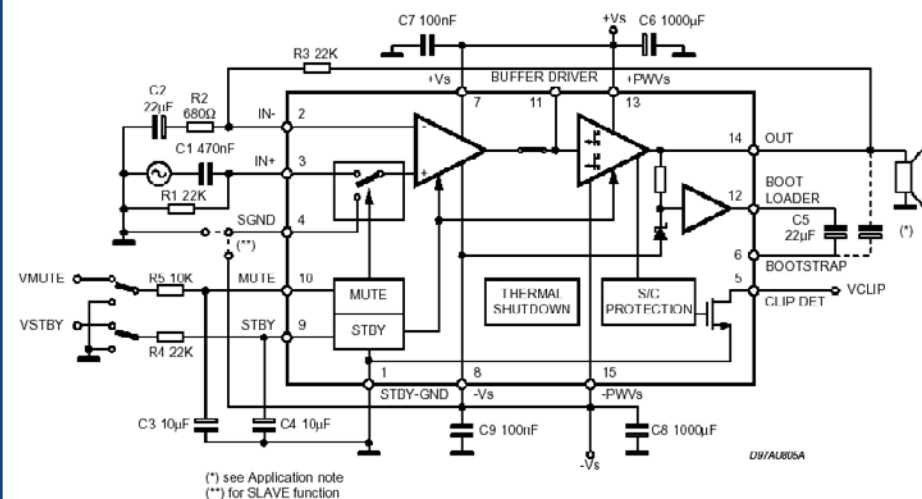 C7 100nF
+Vs
C6 1000µF
R3 22K
+Vs
BUFFER DRIVER
+PWVs
7
11
13
C2
22µF
R2
680Ω
IN-
2
-
14
OUT
C1 470nF
IN+
3
+
R1 22K
SGND
4
(**)
12
BOOT
LOADER
C5
22µF
(*)
6
BOOTSTRAP
VMUTE
R5 10K
MUTE
10
MUTE
THERMAL
SHUTDOWN
S/C
PROTECTION
5
VCLIP
CLIP DET
VSTBY
R4 22K
STBY
9
STBY
1
8
15
STBY-GND
-Vs
-PWVs
C3 10µF
C4 10µF
C9 100nF
C8 1000µF
-Vs
D97AU805A
(*) see Application note
(**) for SLAVE function